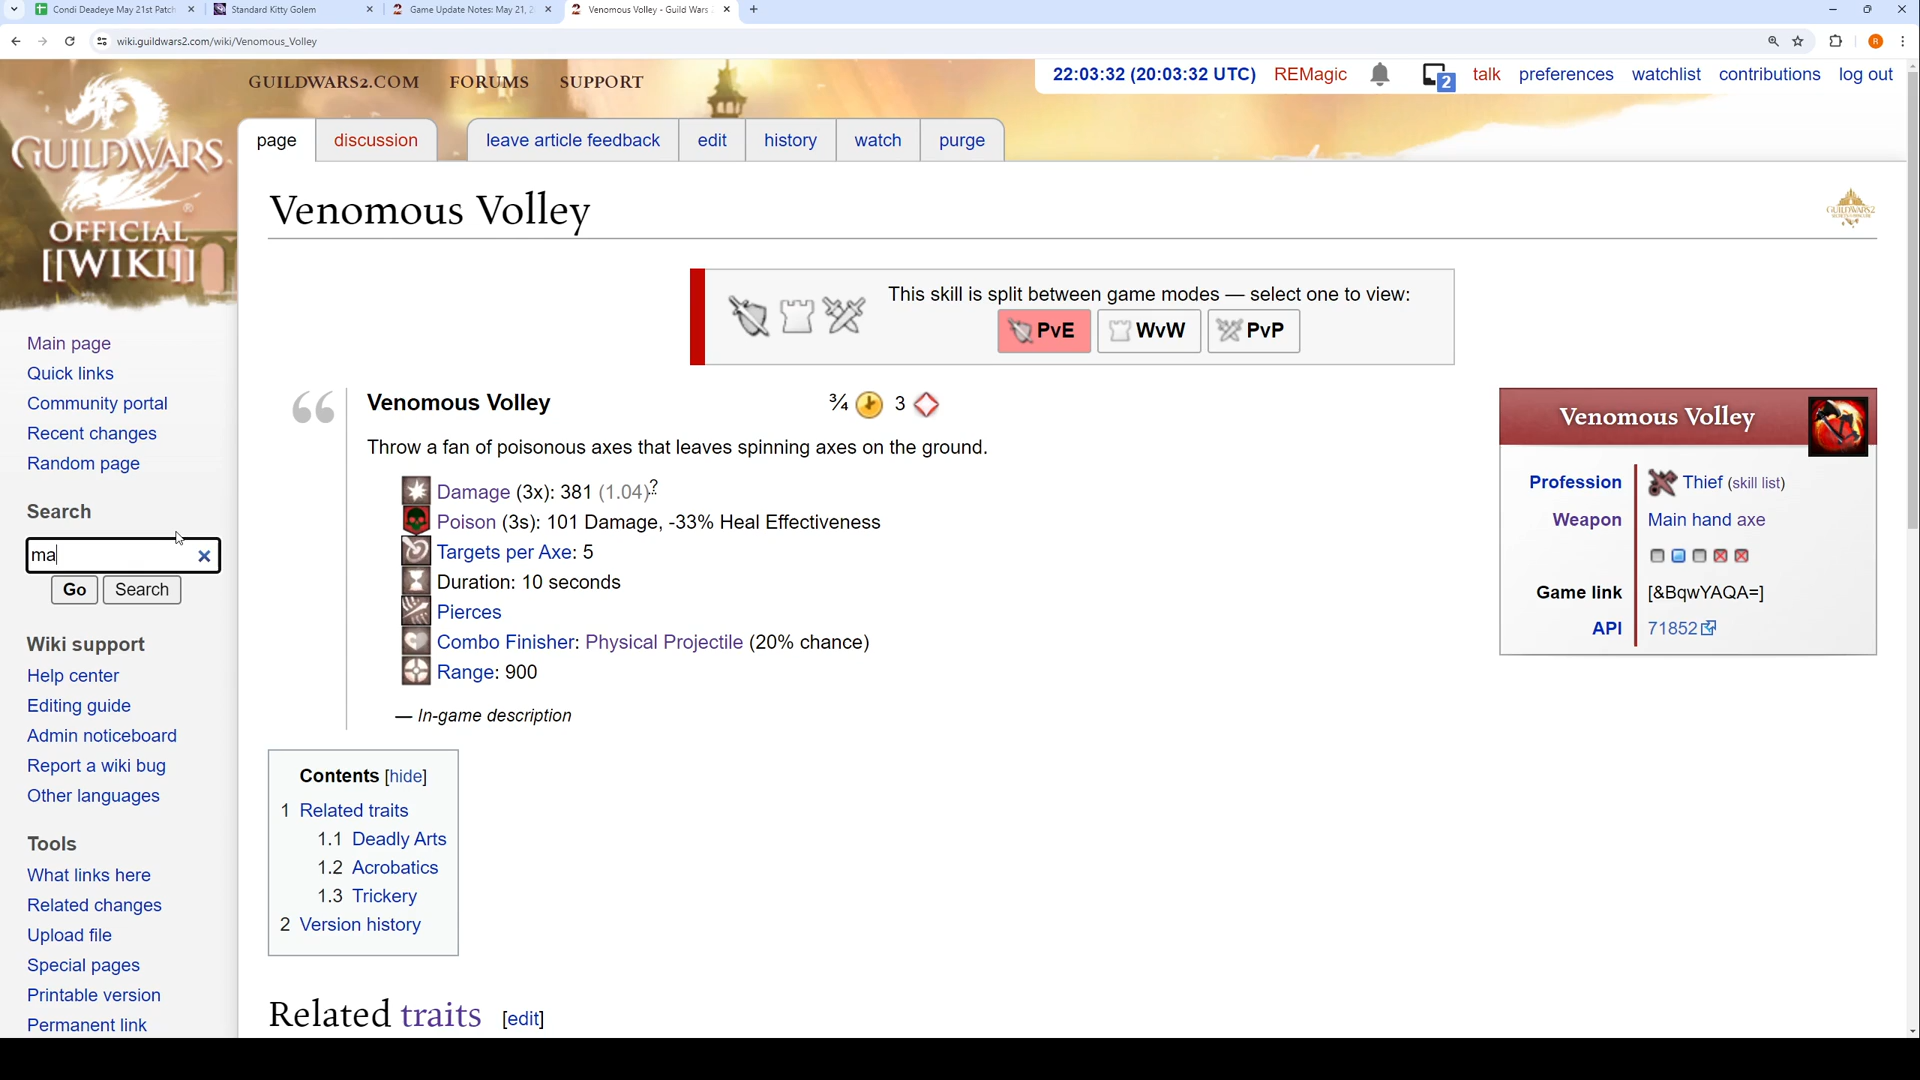 Condi Deadeye May 21st Patch
Standard Kitty Golem
Game Update Notes: May 21, 2
Venomous Volley - Guild Wars
wiki.guildwars2.com/wiki/Venomous_Volley
R
GUILDWARS2.COM FORUMS SUPPORT
22:03:32 (20:03:32 UTC) REMagic 2 talk preferences watchlist contributions log out
GUILDWARS
OFFICIAL
[[WIKI]]
page discussion leave article feedback edit history watch purge
Venomous Volley
GUILDWARS2
This skill is split between game modes — select one to view:
PvE WvW PvP
Main page
Quick links
Community portal
Recent changes
Random page
Search
ma
Go Search
Wiki support
Help center
Editing guide
Admin noticeboard
Report a wiki bug
Other languages
Tools
What links here
Related changes
Upload file
Special pages
Printable version
Permanent link
“ Venomous Volley ¾ 3
Throw a fan of poisonous axes that leaves spinning axes on the ground.
Damage (3x): 381 (1.04)?
Poison (3s): 101 Damage, -33% Heal Effectiveness
Targets per Axe: 5
Duration: 10 seconds
Pierces
Combo Finisher: Physical Projectile (20% chance)
Range: 900
— In-game description
Venomous Volley
Profession Thief (skill list)
Weapon Main hand axe
Game link [&BqwYAQA=]
API 71852
Contents [hide]
1 Related traits
1.1 Deadly Arts
1.2 Acrobatics
1.3 Trickery
2 Version history
Related traits [edit]